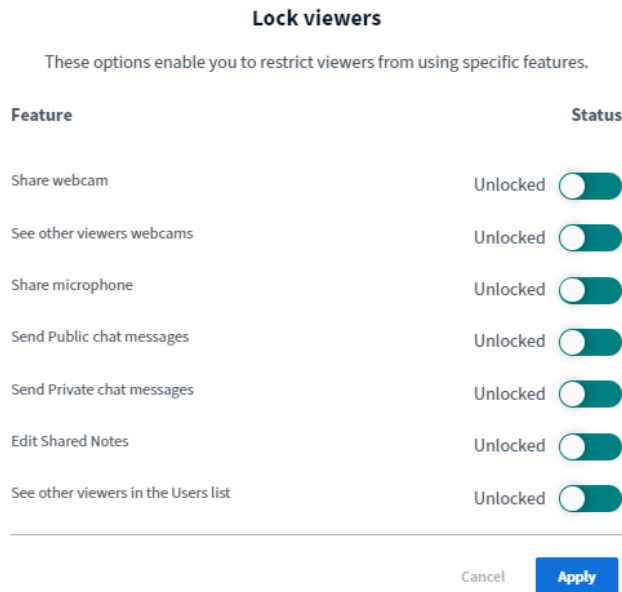 Lock viewers
These options enable you to restrict viewers from using specific features.
Feature Status
Share webcam Unlocked
See other viewers webcams Unlocked
Share microphone Unlocked
Send Public chat messages Unlocked
Send Private chat messages Unlocked
Edit Shared Notes Unlocked
See other viewers in the Users list Unlocked
Cancel Apply